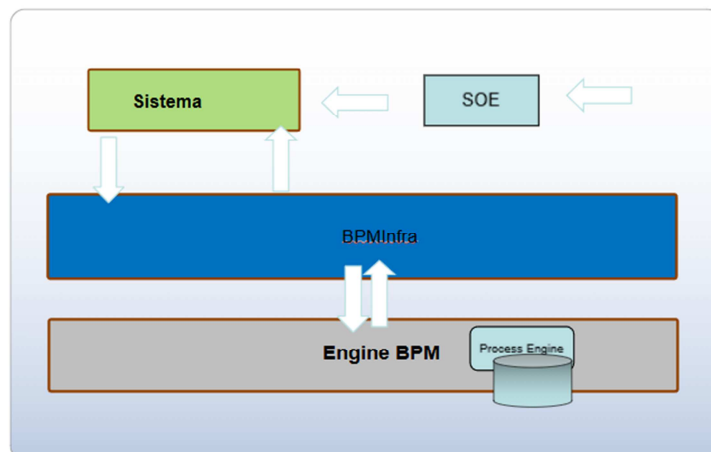 Sistema
SOE
BPMInfra
Engine BPM
Process Engine